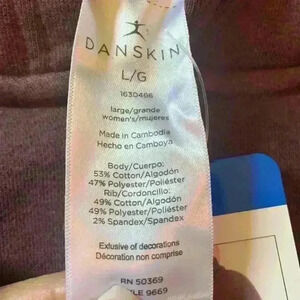 DANSKIN
L/G
1630466
large/grande
women's/mujeres
Made in Cambodia
Hecho en Camboya
Body/Cuerpo:
53% Cotton/Algodón
47% Polyester/Poliéster
Rib/Cordoncillo:
49% Cotton/Algodón
49% Polyester/Poliéster
2% Spandex/Spandex
Exlusive of decorations
Décoration non comprise
RN 50369
9669